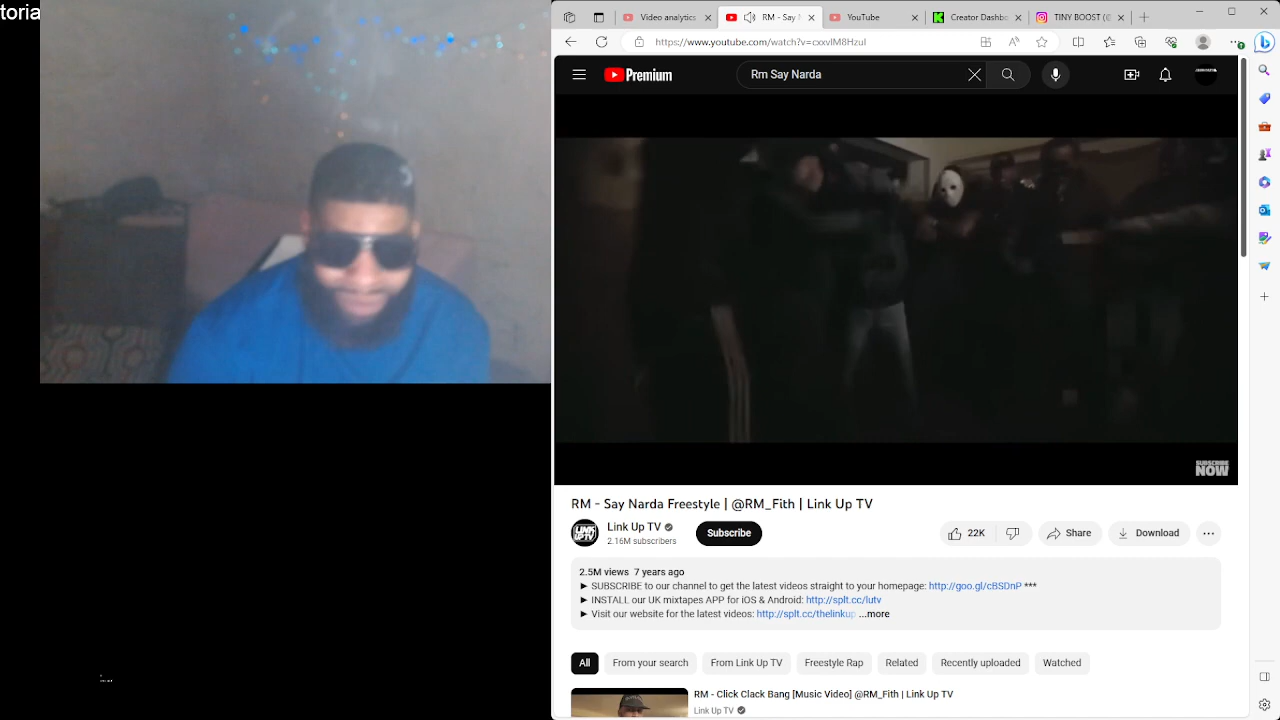 toria
Video analytics
RM - Say N
YouTube
Creator Dashbo
TINY BOOST (@
https://www.youtube.com/watch?v=cxxvIM8HzuI
Premium
Rm Say Narda
SUBSCRIBE
NOW
RM - Say Narda Freestyle | @RM_Fith | Link Up TV
LINK
UP TV
Link Up TV
2.16M subscribers
Subscribe
22K
Share
Download
2.5M views 7 years ago
► SUBSCRIBE to our channel to get the latest videos straight to your homepage: http://goo.gl/cBSDnP ***
► INSTALL our UK mixtapes APP for iOS & Android: http://splt.cc/lutv
► Visit our website for the latest videos: http://splt.cc/thelinkup ...more
All
From your search
From Link Up TV
Freestyle Rap
Related
Recently uploaded
Watched
RM - Click Clack Bang [Music Video] @RM_Fith | Link Up TV
Link Up TV